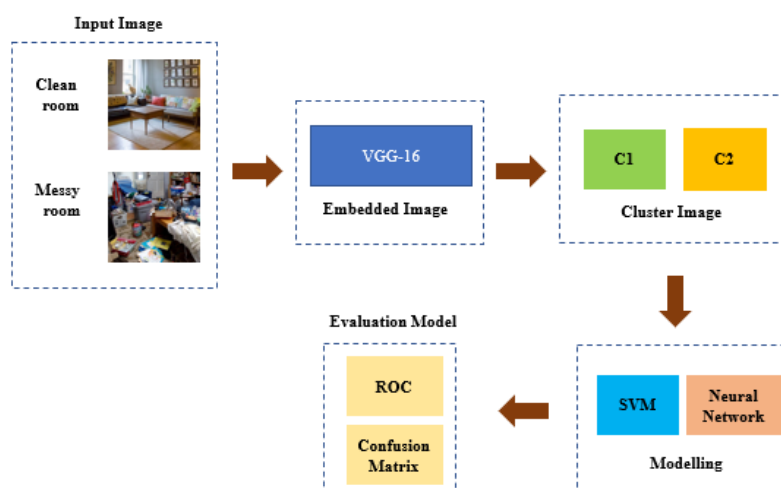 Input Image
Clean
room
Messy
room
VGG-16
Embedded Image
C1
C2
Cluster Image
Evaluation Model
ROC
Confusion
Matrix
SVM
Neural
Network
Modelling